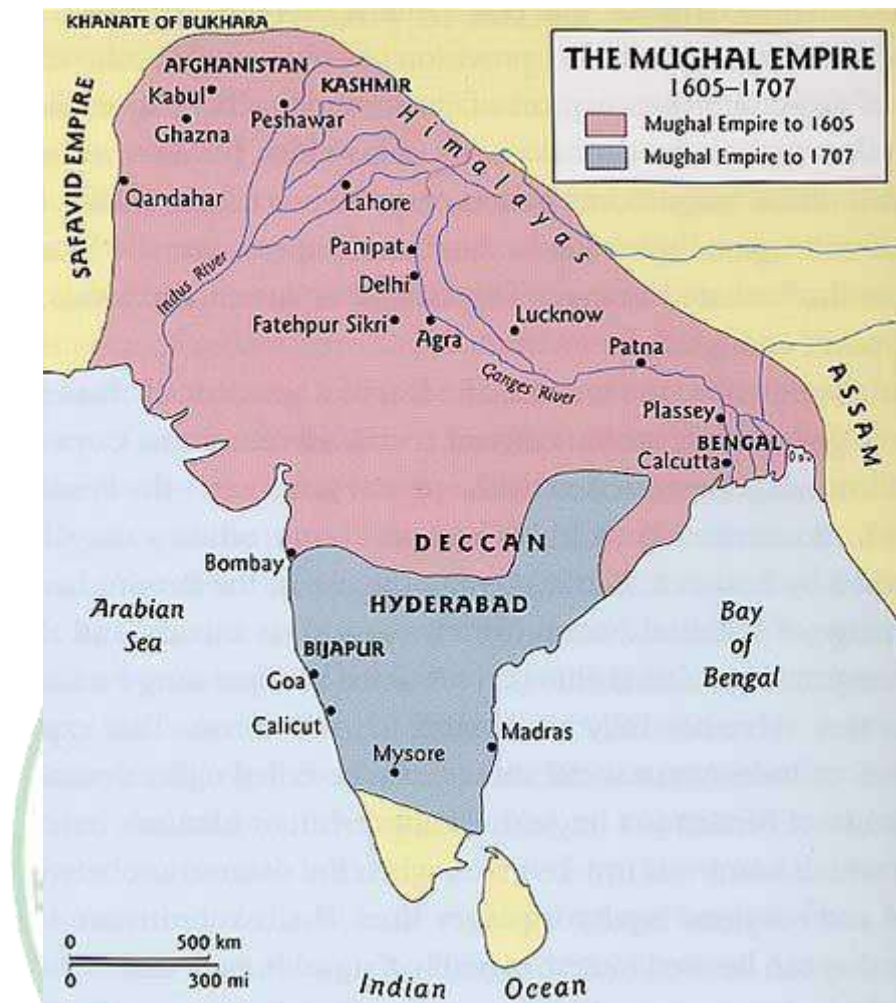 KHANATE OF BUKHARA
THE MUGHAL EMPIRE
1605–1707
Mughal Empire to 1605
Mughal Empire to 1707
AFGHANISTAN
KASHMIR
Kabul
Ghazna
Peshawar
Himalayas
SAFAVID EMPIRE
Qandahar
Lahore
Indus River
Panipat
Delhi
Fatehpur Sikri
Agra
Lucknow
Ganges River
Patna
ASSAM
Plassey
BENGAL
Calcutta
DECCAN
Bombay
HYDERABAD
Arabian
Sea
Bay
of
Bengal
BIJAPUR
Goa
Calicut
Mysore
Madras
0 500 km
0 300 mi
Indian Ocean